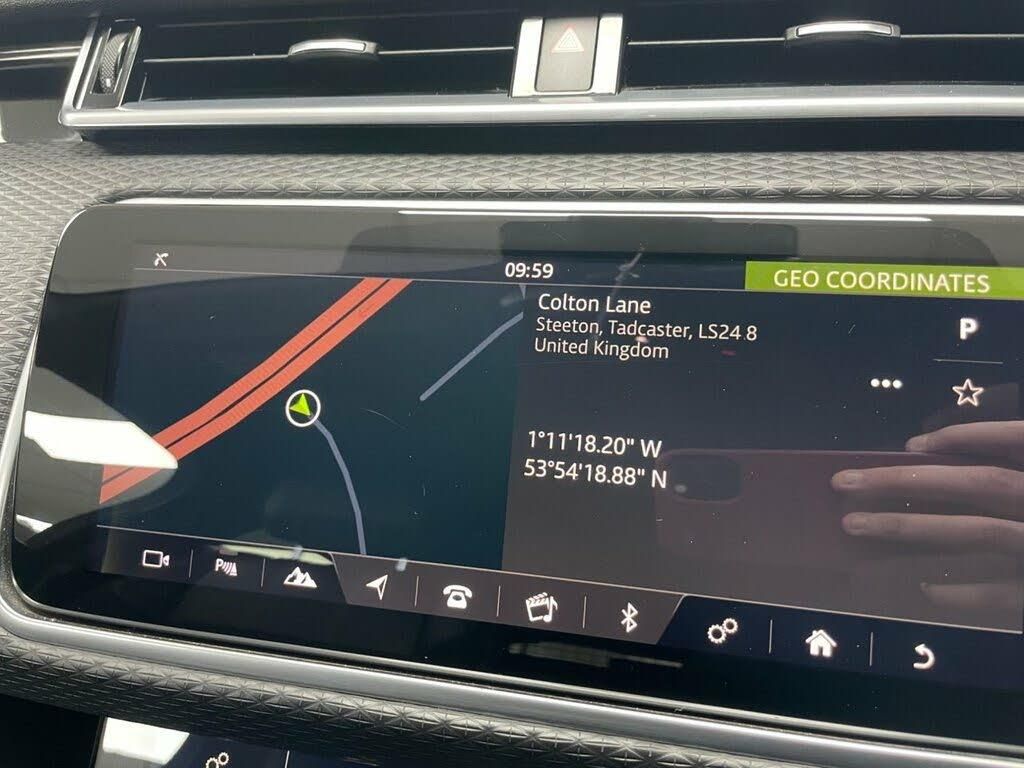 09:59
GEO COORDINATES
Colton Lane
Steeton, Tadcaster, LS24 8
United Kingdom
P
1°11'18.20" W
53°54'18.88" N
P